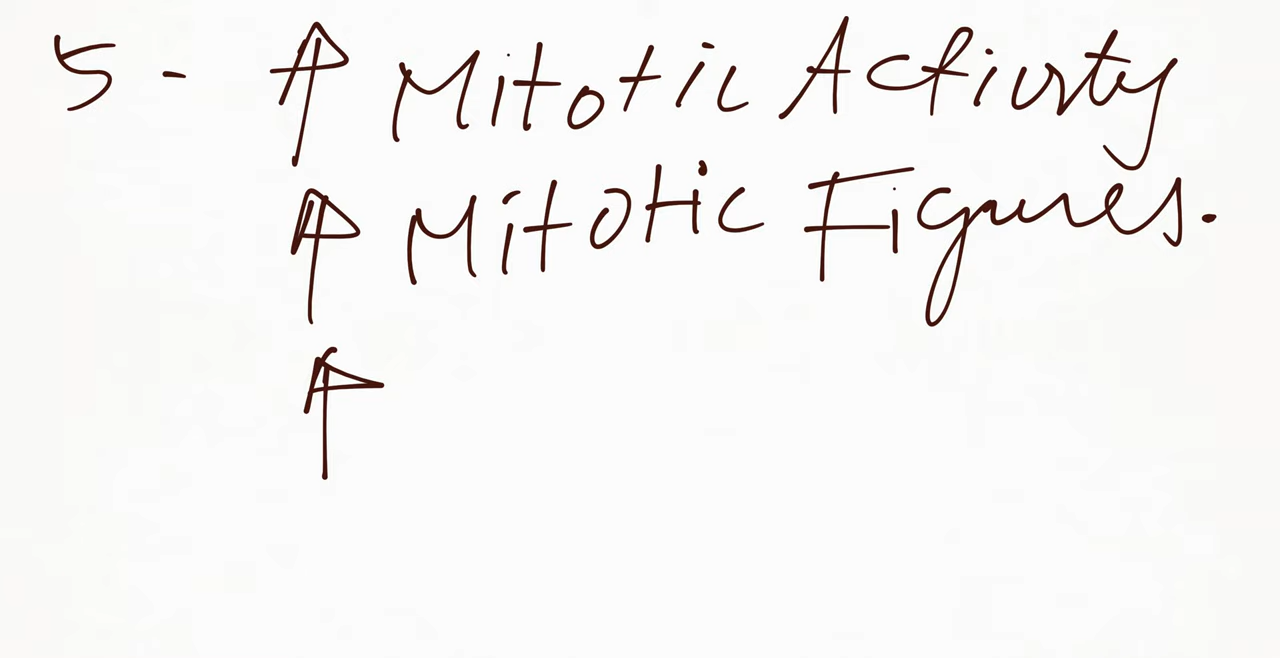 5 - ↑ Mitotic Activity
↑ Mitotic Figures.
↑